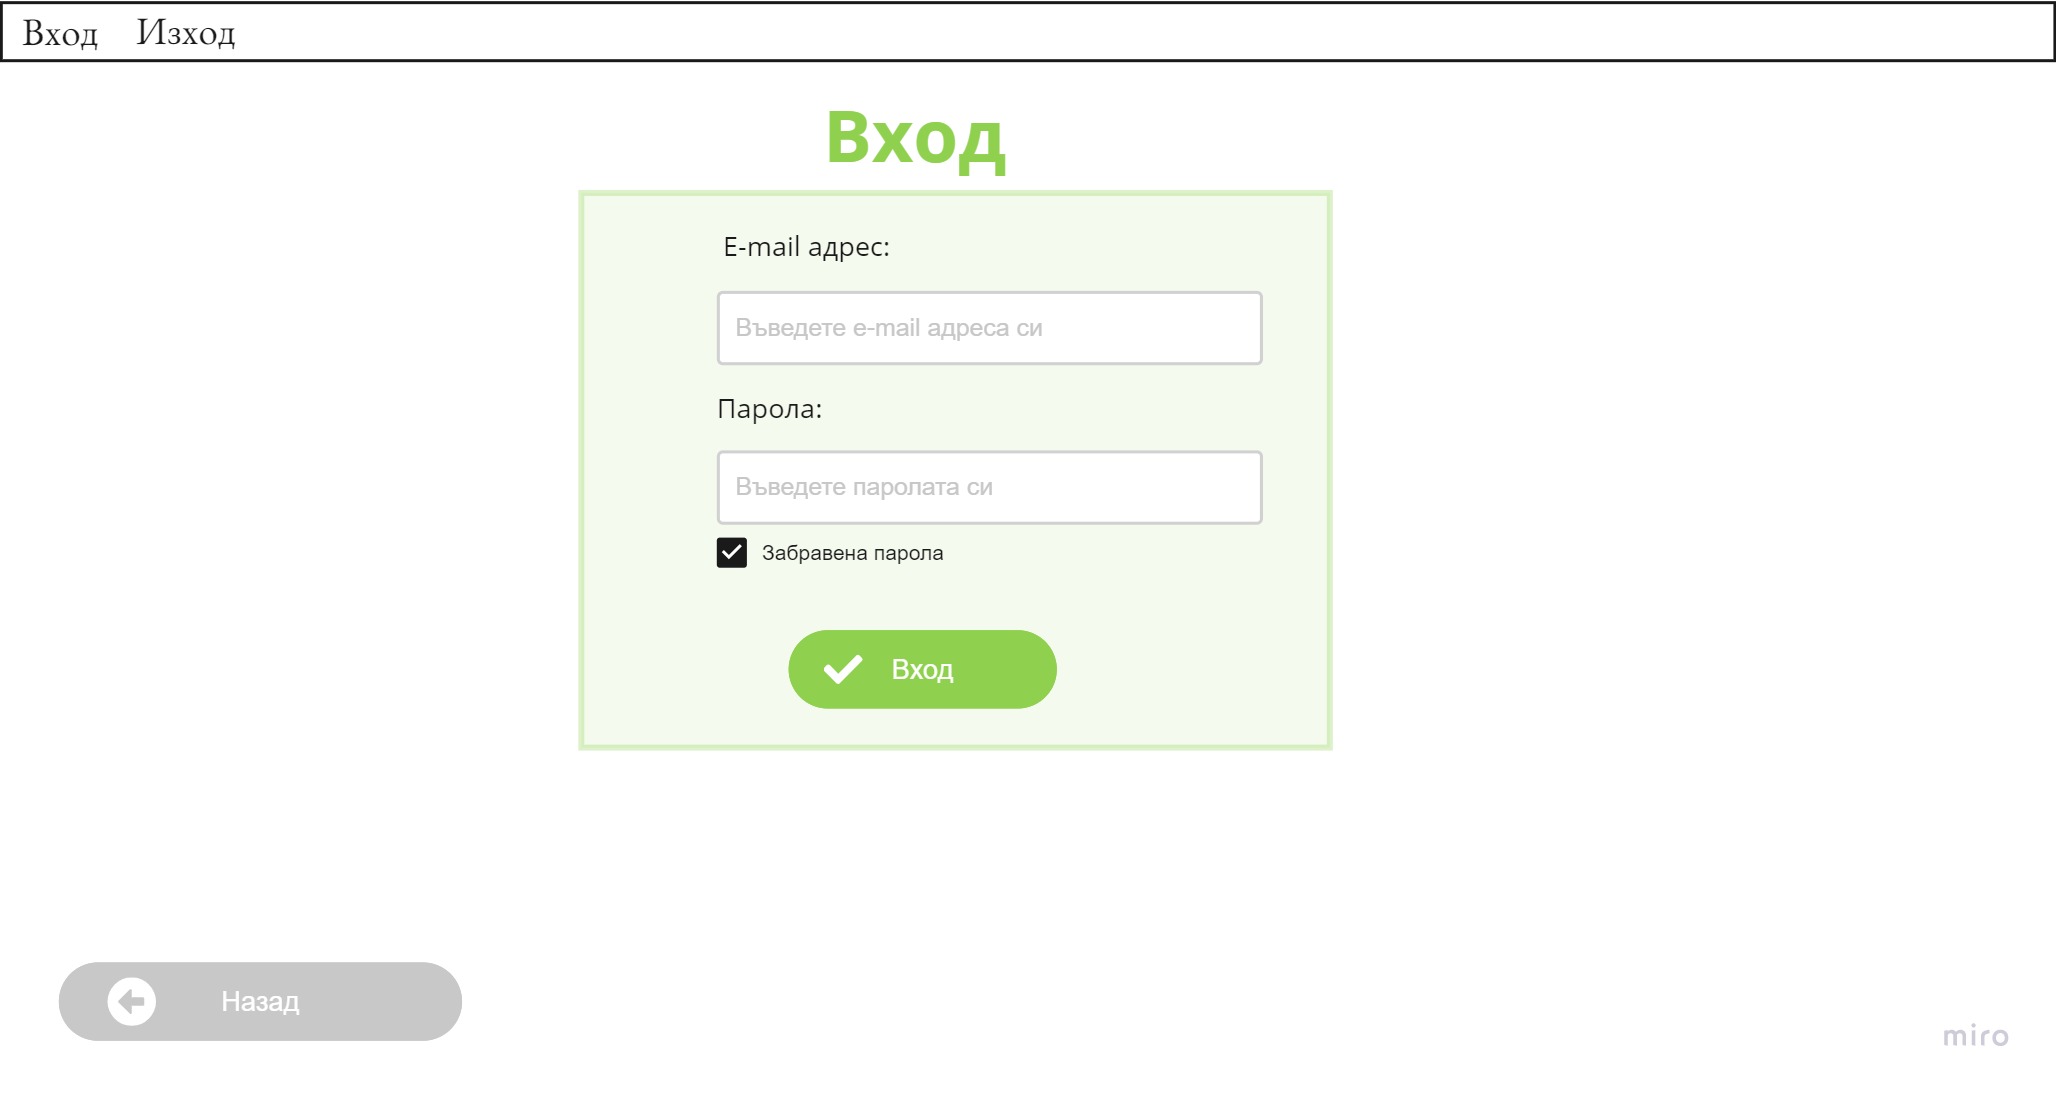 Вход Изход
Вход
E-mail адрес:
Въведете e-mail адреса си
Парола:
Въведете паролата си
Забравена парола
Вход
Назад
miro